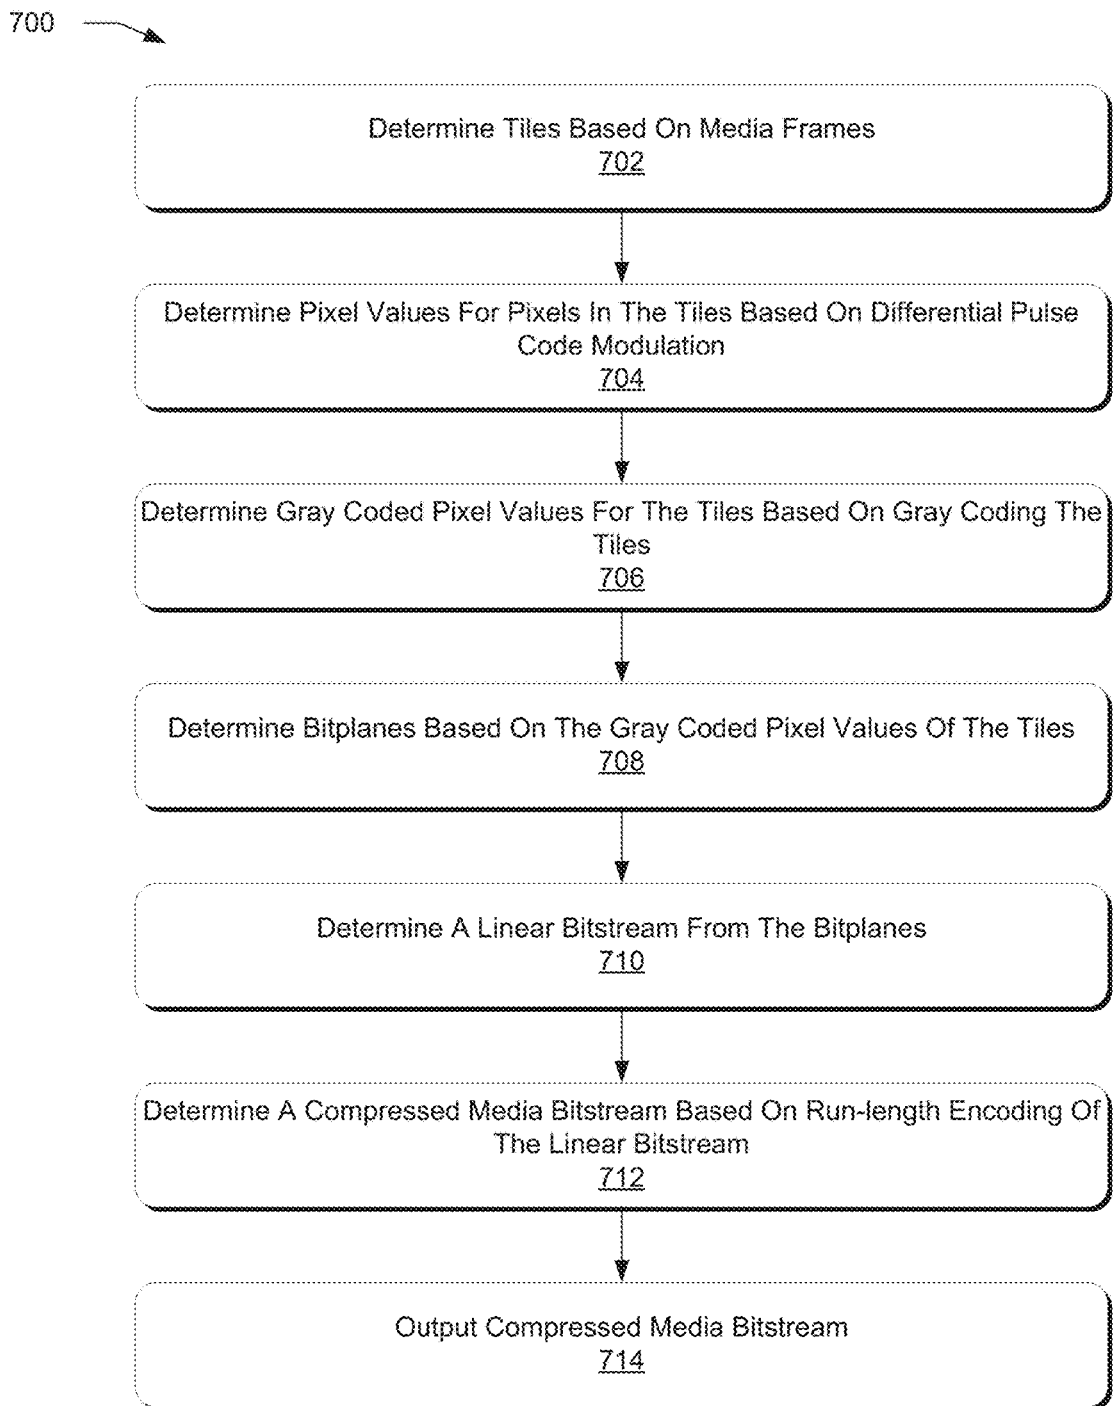 700
Determine Tiles Based On Media Frames
702
Determine Pixel Values For Pixels In The Tiles Based On Differential Pulse
Code Modulation
704
Determine Gray Coded Pixel Values For The Tiles Based On Gray Coding The
Tiles
706
Determine Bitplanes Based On The Gray Coded Pixel Values Of The Tiles
708
Determine A Linear Bitstream From The Bitplanes
710
Determine A Compressed Media Bitstream Based On Run-length Encoding Of
The Linear Bitstream
712
Output Compressed Media Bitstream
714